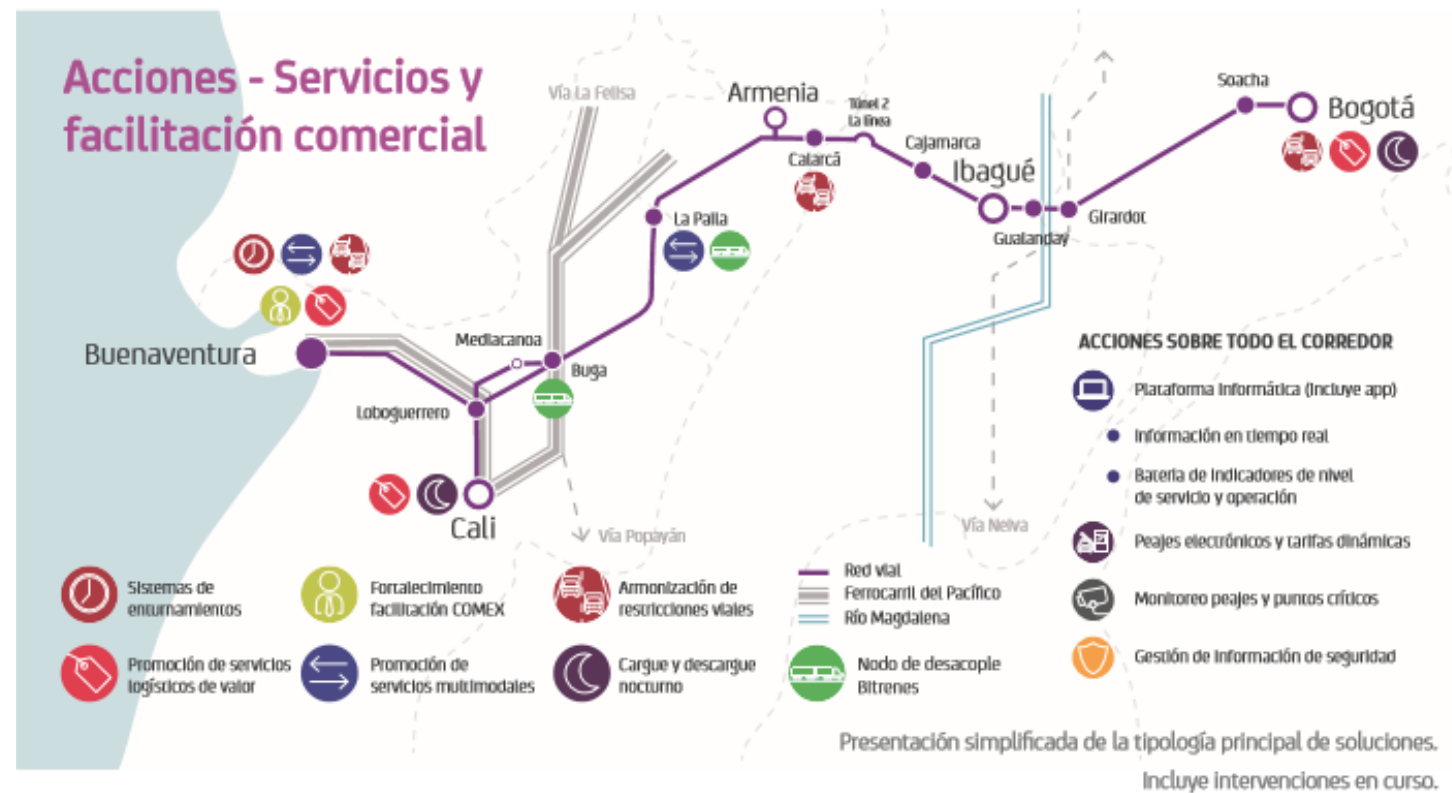 Acciones - Servicios y
facilitación comercial
Vía La Felisa
Armenia
Túnel 2
La línea
Calarcá
Cajamarca
Ibagué
Gualanday
Girardot
Soacha
Bogotá
La Paila
Buenaventura
Mediacanoa
Buga
Loboguerrero
Cali
Vía Popayán
Vía Neiva
ACCIONES SOBRE TODO EL CORREDOR
Plataforma Informática (Incluye app)
Información en tiempo real
Batería de indicadores de nivel
de servicio y operación
Peajes electrónicos y tarifas dinámicas
Monitoreo peajes y puntos críticos
Gestión de información de seguridad
Sistemas de
enturnamientos
Fortalecimiento
facilitación COMEX
Armonización de
restricciones viales
Red vial
Ferrocarril del Pacífico
Río Magdalena
Promoción de servicios
logísticos de valor
Promoción de
servicios multimodales
Cargue y descargue
nocturno
Nodo de desacople
Bitrenes
Presentación simplificada de la tipología principal de soluciones.
Incluye intervenciones en curso.